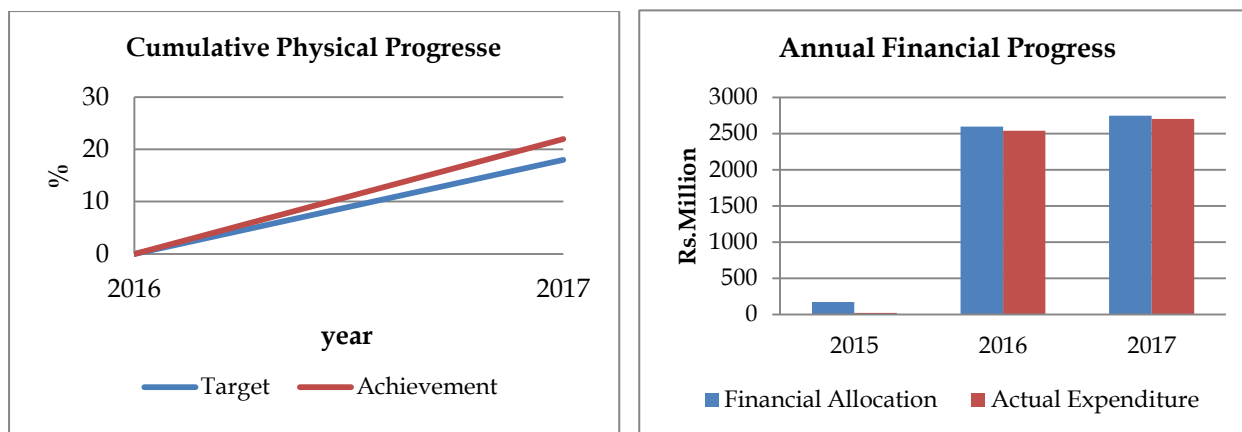 Cumulative Physical Progresse
30
20
10
0
%
2016 2017
year
Target Achievement
Annual Financial Progress
3000
2500
2000
1500
1000
500
0
Rs.Million
2015 2016 2017
Financial Allocation Actual Expenditure